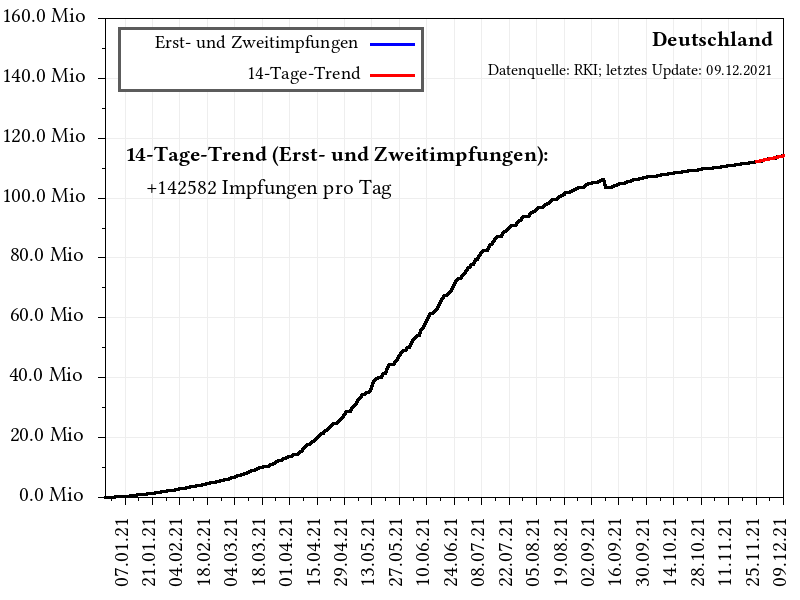 160.0 Mio
140.0 Mio
120.0 Mio
100.0 Mio
80.0 Mio
60.0 Mio
40.0 Mio
20.0 Mio
0.0 Mio
Erst- und Zweitimpfungen
14-Tage-Trend
Deutschland
Datenquelle: RKI; letztes Update: 09.12.2021
14-Tage-Trend (Erst- und Zweitimpfungen):
+142582 Impfungen pro Tag
07.01.21
21.01.21
04.02.21
18.02.21
04.03.21
18.03.21
01.04.21
15.04.21
29.04.21
13.05.21
27.05.21
10.06.21
24.06.21
08.07.21
22.07.21
05.08.21
19.08.21
02.09.21
16.09.21
30.09.21
14.10.21
28.10.21
11.11.21
25.11.21
09.12.21